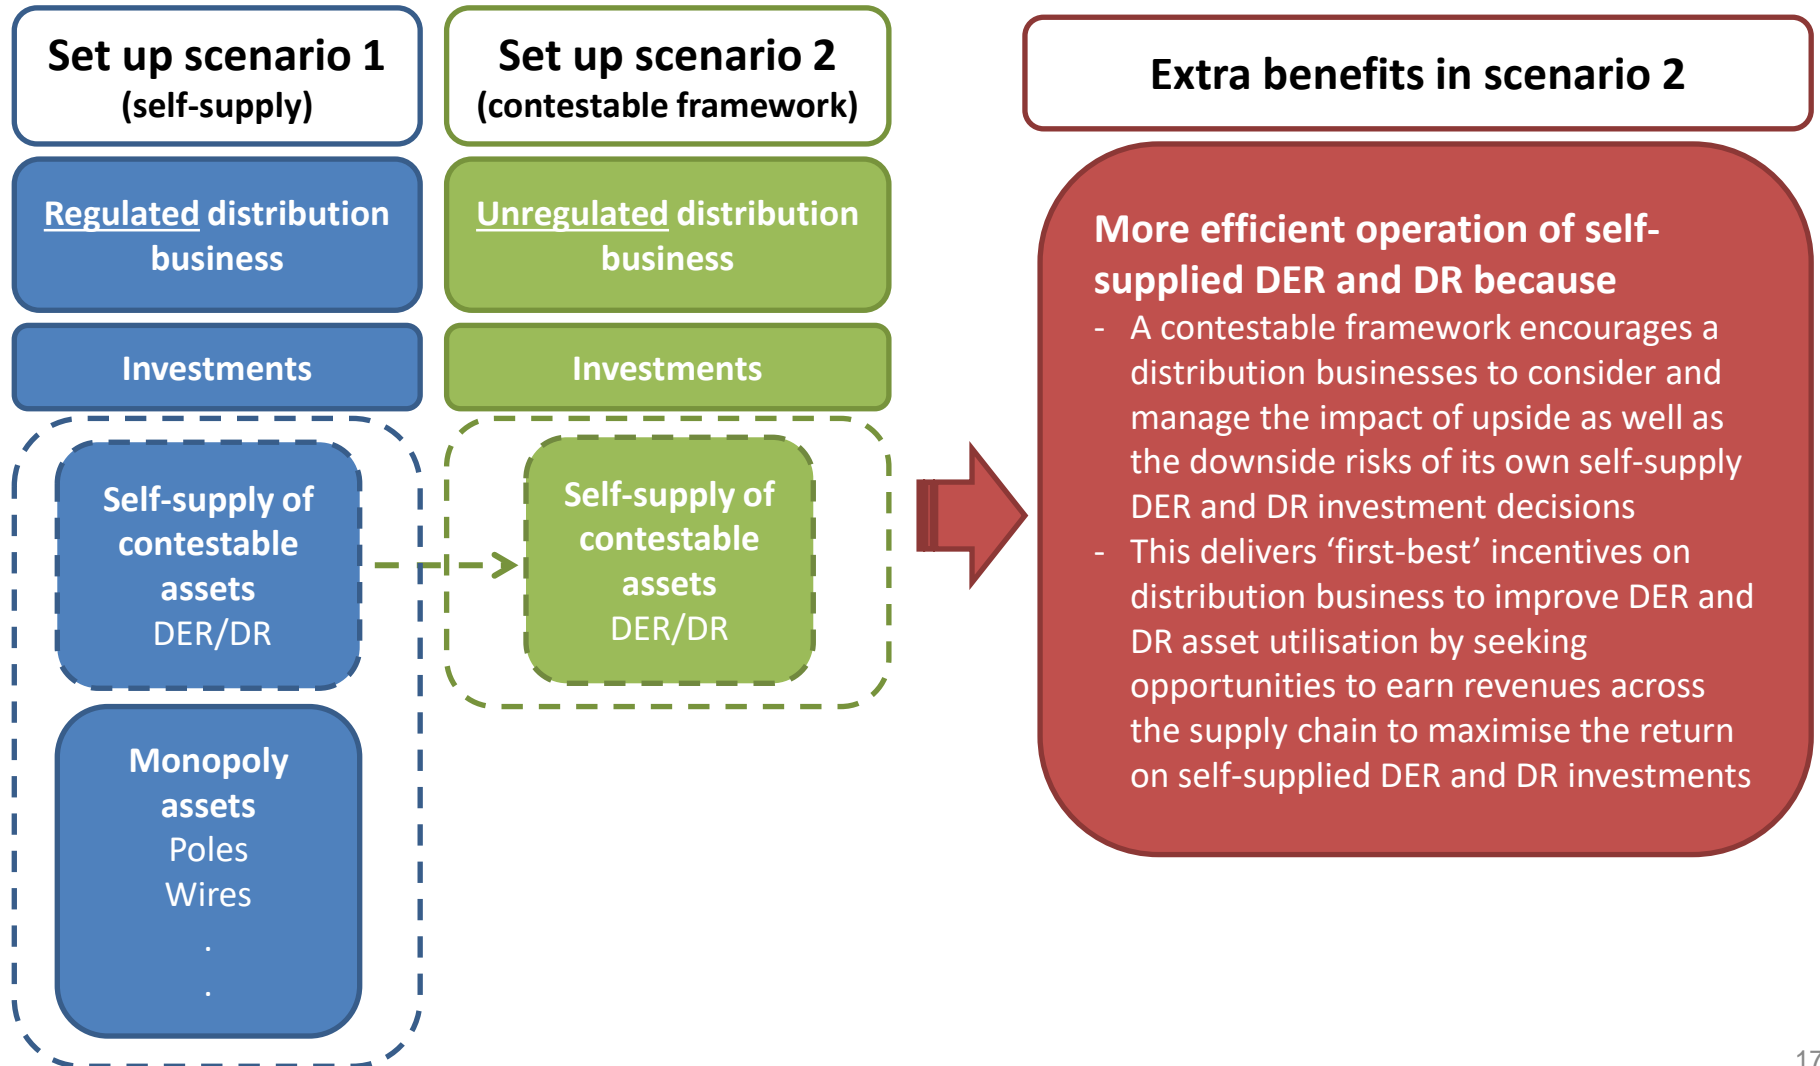 Set up scenario 1
(self-supply)
Regulated distribution
business
Investments
Self-supply of
contestable
assets
DER/DR
Monopoly
assets
Poles
Wires
.
.
Set up scenario 2
(contestable framework)
Unregulated distribution
business
Investments
Self-supply of
contestable
assets
DER/DR
Extra benefits in scenario 2
More efficient operation of self-
supplied DER and DR because
- A contestable framework encourages a
distribution businesses to consider and
manage the impact of upside as well as
the downside risks of its own self-supply
DER and DR investment decisions
- This delivers ‘first-best’ incentives on
distribution business to improve DER and
DR asset utilisation by seeking
opportunities to earn revenues across
the supply chain to maximise the return
on self-supplied DER and DR investments
17